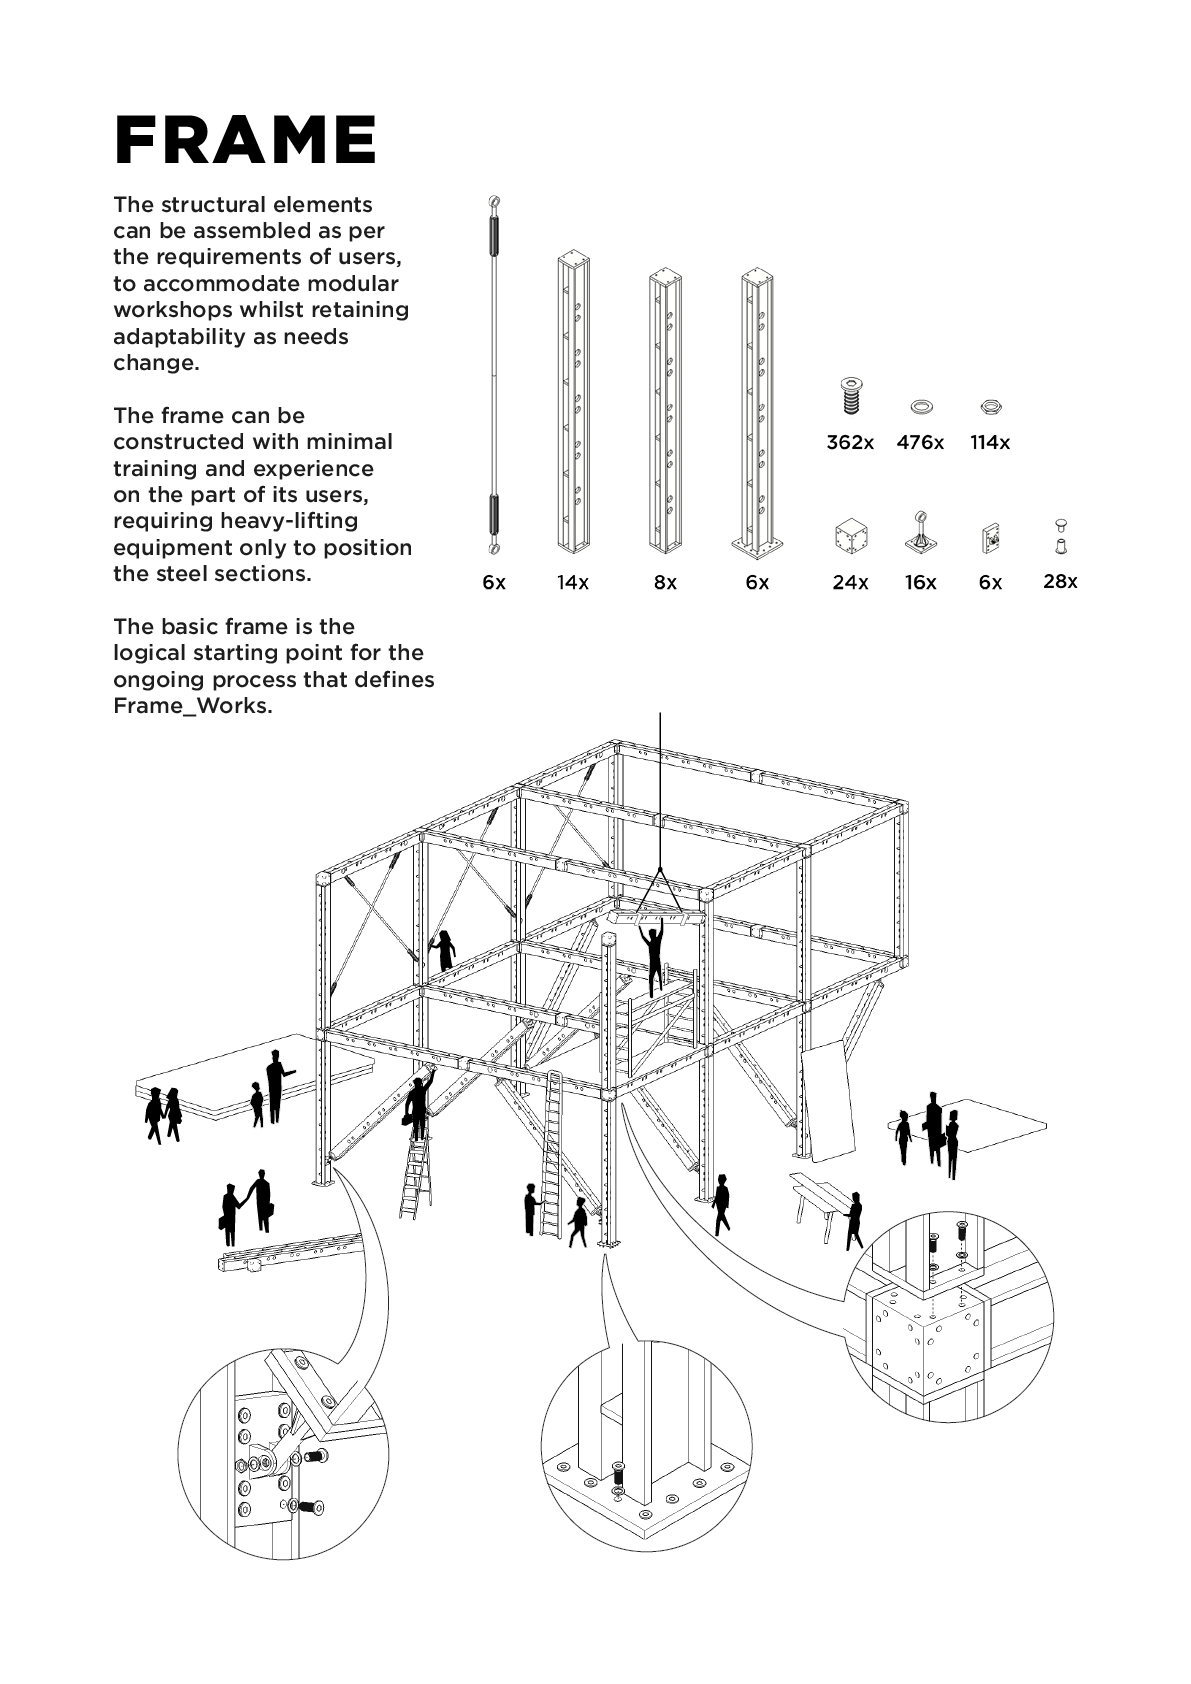 FRAME
The structural elements
can be assembled as per
the requirements of users,
to accommodate modular
workshops whilst retaining
adaptability as needs
change.
The frame can be
constructed with minimal
training and experience
on the part of its users,
requiring heavy-lifting
equipment only to position
the steel sections.
The basic frame is the
logical starting point for the
ongoing process that defines
Frame_Works.
362x 476x 114x
6x 14x 8x 6x 24x 16x 6x 28x